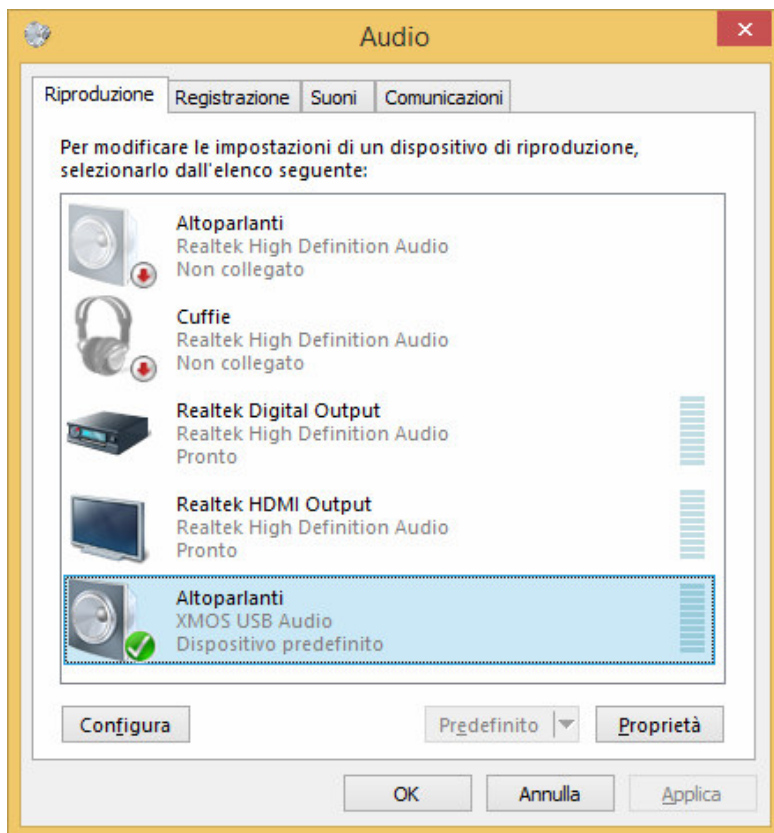 Audio
Riproduzione
Registrazione
Suoni
Comunicazioni
Per modificare le impostazioni di un dispositivo di riproduzione,
selezionarlo dall'elenco seguente:
Altoparlanti
Realtek High Definition Audio
Non collegato
Cuffie
Realtek High Definition Audio
Non collegato
Realtek Digital Output
Realtek High Definition Audio
Pronto
Realtek HDMI Output
Realtek High Definition Audio
Pronto
Altoparlanti
XMOS USB Audio
Dispositivo predefinito
Configura
Predefinito
Proprietà
OK
Annulla
Applica